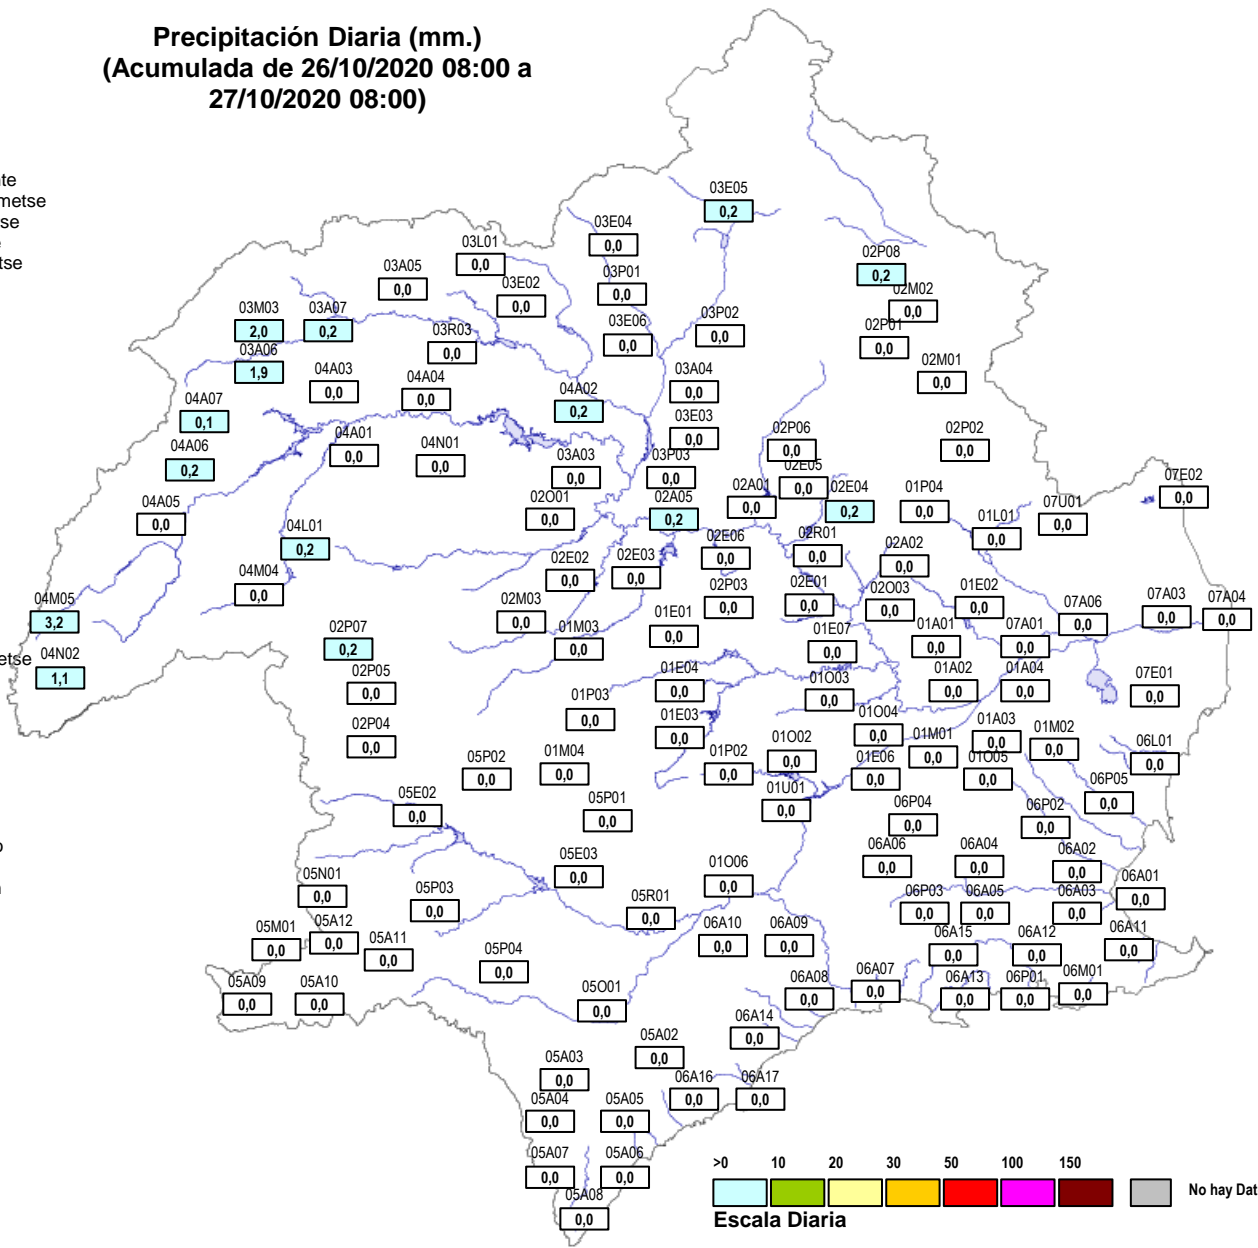 Precipitación Diaria (mm.)
(Acumulada de 26/10/2020 08:00 a
27/10/2020 08:00)
te
metse
se
tse
etse
03E05
0,2
03E04
0,0
03L01
0,0
02P08
0,2
03A05
0,0
03P01
0,0
03E02
0,0
02M02
0,0
03M03
2,0
03A07
0,2
03P02
0,0
03E06
0,0
03R03
0,0
02P01
0,0
03A06
1,9
04A03
0,0
04A04
0,0
03A04
0,0
02M01
0,0
04A02
0,2
04A07
0,1
03E03
0,0
02P06
0,0
02P02
0,0
04A01
0,0
04N01
0,0
04A06
0,2
03A03
0,0
03P03
0,0
02E05
0,0
02A01
0,0
02E04
0,2
01P04
0,0
07E02
0,0
04A05
0,0
02O01
0,0
02A05
0,2
07U01
0,0
01L01
0,0
04L01
0,2
02E06
0,0
02R01
0,0
02A02
0,0
02E02
0,0
02E03
0,0
04M04
0,0
02P03
0,0
02E01
0,0
02O03
0,0
01E02
0,0
07A03
0,0
07A04
0,0
04M05
3,2
02M03
0,0
07A06
0,0
01E01
0,0
01M03
0,0
02P07
0,2
01E07
0,0
01A01
0,0
07A01
0,0
04N02
1,1
02P05
0,0
01E04
0,0
01O03
0,0
01A02
0,0
01A04
0,0
07E01
0,0
01P03
0,0
01E03
0,0
01O04
0,0
01A03
0,0
01M02
0,0
02P04
0,0
01M01
0,0
01O02
0,0
06L01
0,0
05P02
0,0
01M04
0,0
01P02
0,0
01E06
0,0
01O05
0,0
05E02
0,0
05P01
0,0
01U01
0,0
06P05
0,0
06P04
0,0
06P02
0,0
05E03
0,0
06A06
0,0
06A04
0,0
06A02
0,0
01O06
0,0
05N01
0,0
06A01
0,0
05P03
0,0
05R01
0,0
06P03
0,0
06A05
0,0
06A03
0,0
05M01
0,0
05A12
0,0
06A10
0,0
06A09
0,0
06A11
0,0
05A11
0,0
06A15
0,0
06A12
0,0
05P04
0,0
05A09
0,0
05A10
0,0
05O01
0,0
06A08
0,0
06A07
0,0
06A13
0,0
06P01
0,0
06M01
0,0
06A14
0,0
05A02
0,0
05A03
0,0
06A16
0,0
06A17
0,0
05A04
0,0
05A05
0,0
05A07
0,0
05A06
0,0
05A08
0,0
>0 10 20 30 50 100 150
No hay Dat
Escala Diaria